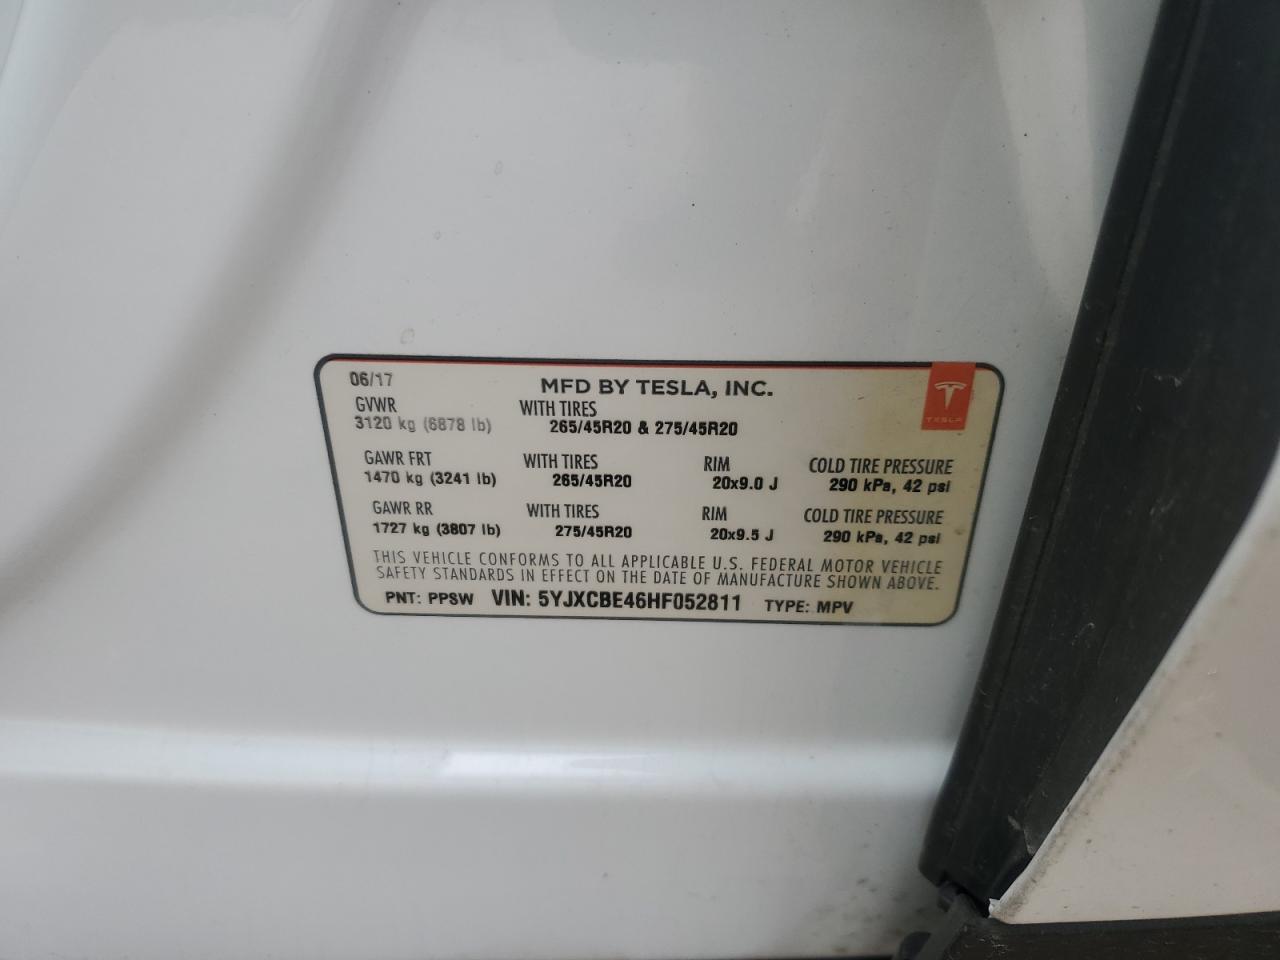 06/17 MFD BY TESLA, INC.
GVWR WITH TIRES
3120 kg (6878 lb) 265/45R20 & 275/45R20
TESLA
GAWR FRT WITH TIRES RIM COLD TIRE PRESSURE
1470 kg (3241 lb) 265/45R20 20x9.0 J 290 kPa, 42 psi
GAWR RR WITH TIRES RIM COLD TIRE PRESSURE
1727 kg (3807 lb) 275/45R20 20x9.5 J 290 kPa, 42 psi
THIS VEHICLE CONFORMS TO ALL APPLICABLE U.S. FEDERAL MOTOR VEHICLE
SAFETY STANDARDS IN EFFECT ON THE DATE OF MANUFACTURE SHOWN ABOVE.
PNT: PPSW VIN: 5YJXCBE46HF052811 TYPE: MPV